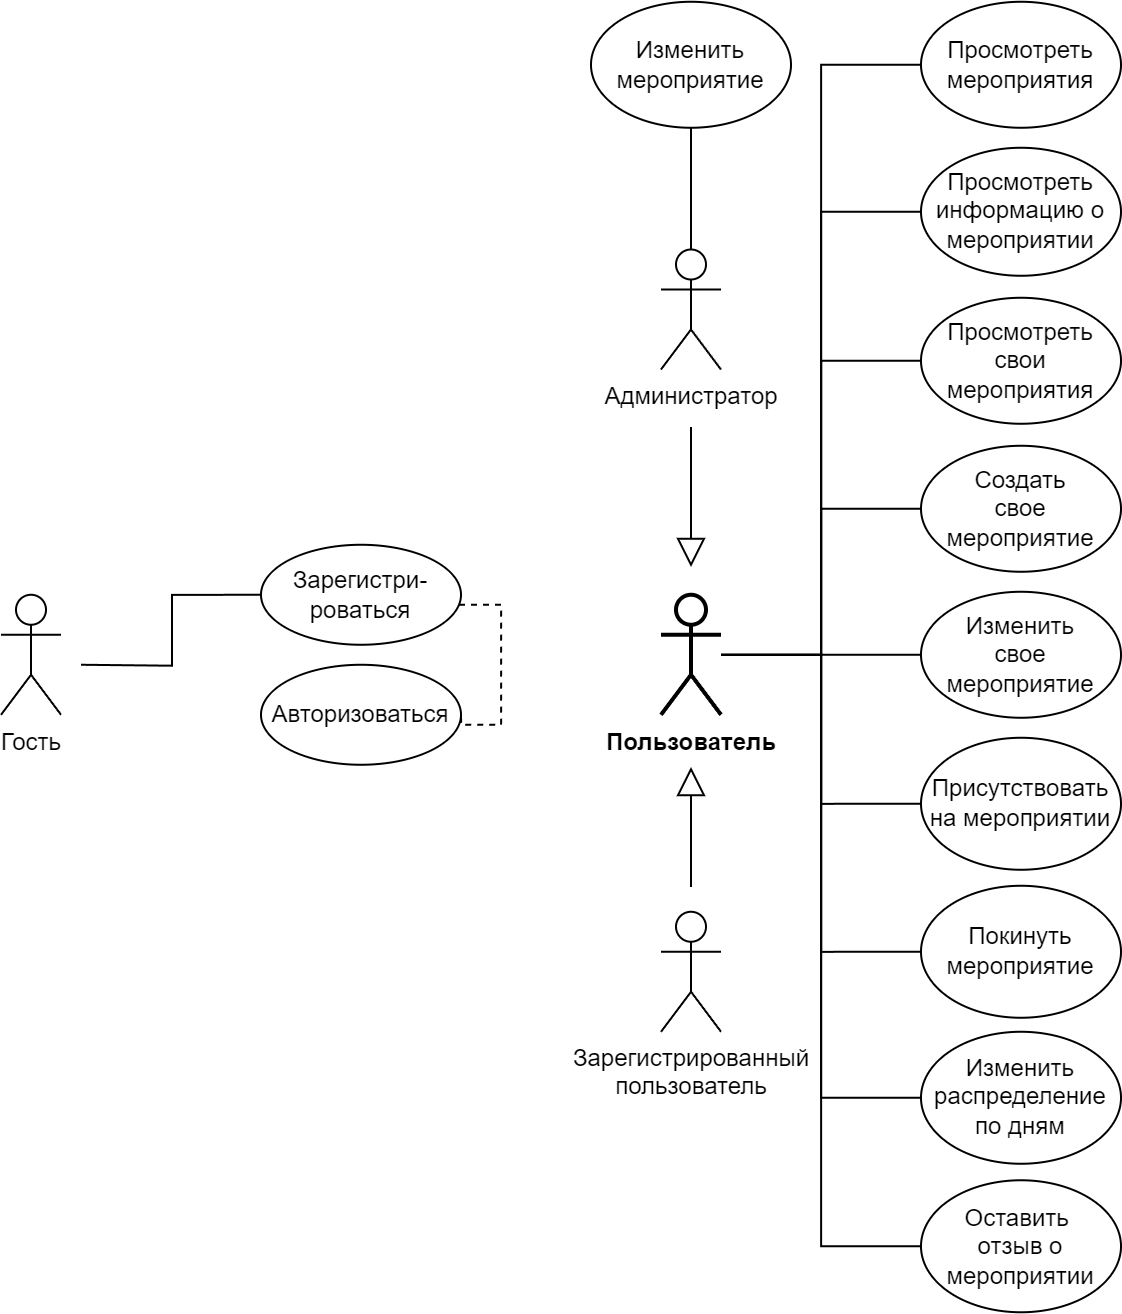 Изменить
мероприятие
Администратор
Зарегистри-
роваться
Авторизоваться
Гость
Пользователь
Зарегистрированный
пользователь
Просмотреть
мероприятия
Просмотреть
информацию о
мероприятии
Просмотреть
свои
мероприятия
Создать
свое
мероприятие
Изменить
свое
мероприятие
Присутствовать
на мероприятии
Покинуть
мероприятие
Изменить
распределение
по дням
Оставить
отзыв о
мероприятии